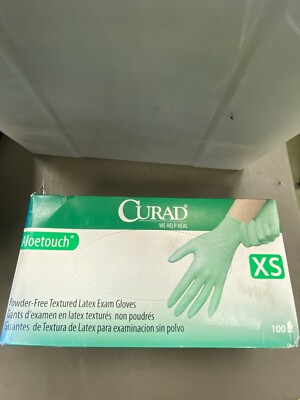 CURAD
WE HELP HEAL
Aloetouch®
XS
Powder-Free Textured Latex Exam Gloves
Gants d'examen en latex texturés non poudrés
Guantes de Textura de Latex para examinacion sin polvo
100